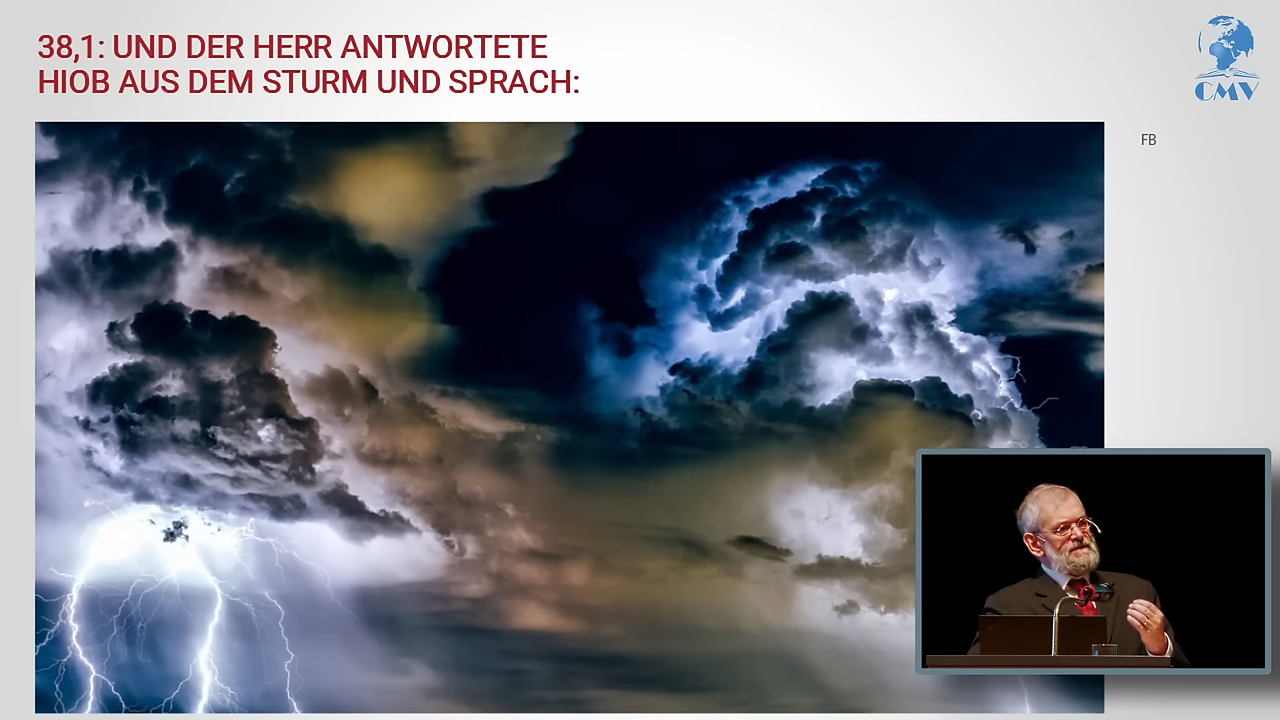 38,1: UND DER HERR ANTWORTETE
HIOB AUS DEM STURM UND SPRACH:
CMV
FB